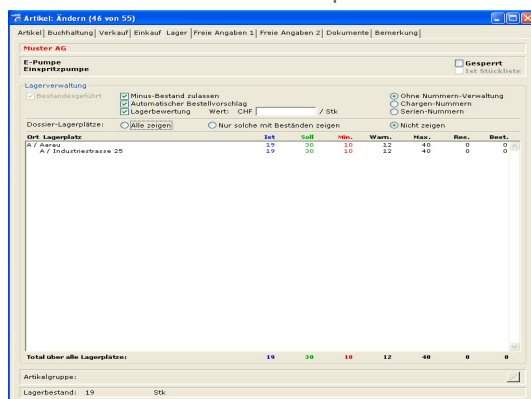 Artikel: Ändern (46 von 55)
Artikel Buchhaltung Verkauf Einkauf Lager Freie Angaben 1 Freie Angaben 2 Dokumente Bemerkung
Muster AG
E-Pumpe
Einspritzpumpe
Gesperrt
Ist Stückliste
Lagerverwaltung
Bestandesgeführt Minus-Bestand zulassen Ohne Nummern-Verwaltung
Automatischer Bestellvorschlag Chargen-Nummern
Lagerbewertung Wert: CHF / Stk Serien-Nummern
Dossier-Lagerplätze: Alle zeigen Nur solche mit Beständen zeigen Nicht zeigen
Ort Lagerplatz Ist Soll Min. Warn. Max. Res. Best.
A / Aarau 19 30 10 12 40 0 0
A / Industriestrasse 25 19 30 10 12 40 0 0
Total über alle Lagerplätze: 19 30 10 12 40 0 0
Artikelgruppe:
Lagerbestand: 19 Stk